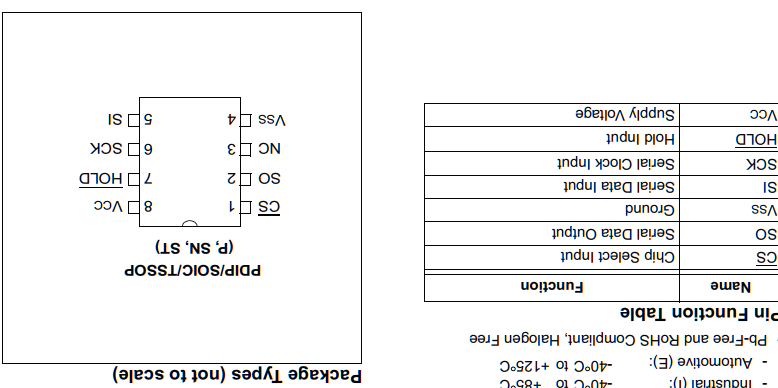 - Industrial (I): -40°C to +85°C
- Automotive (E): -40°C to +125°C
• Pb-Free and RoHS Compliant, Halogen Free
Pin Function Table
Name Function
CS Chip Select Input
SO Serial Data Output
VSS Ground
SI Serial Data Input
SCK Serial Clock Input
HOLD Hold Input
VCC Supply Voltage
Package Types (not to scale)
PDIP/SOIC/TSSOP
(P, SN, ST)
CS 1 8 VCC
SO 2 7 HOLD
NC 3 6 SCK
VSS 4 5 SI